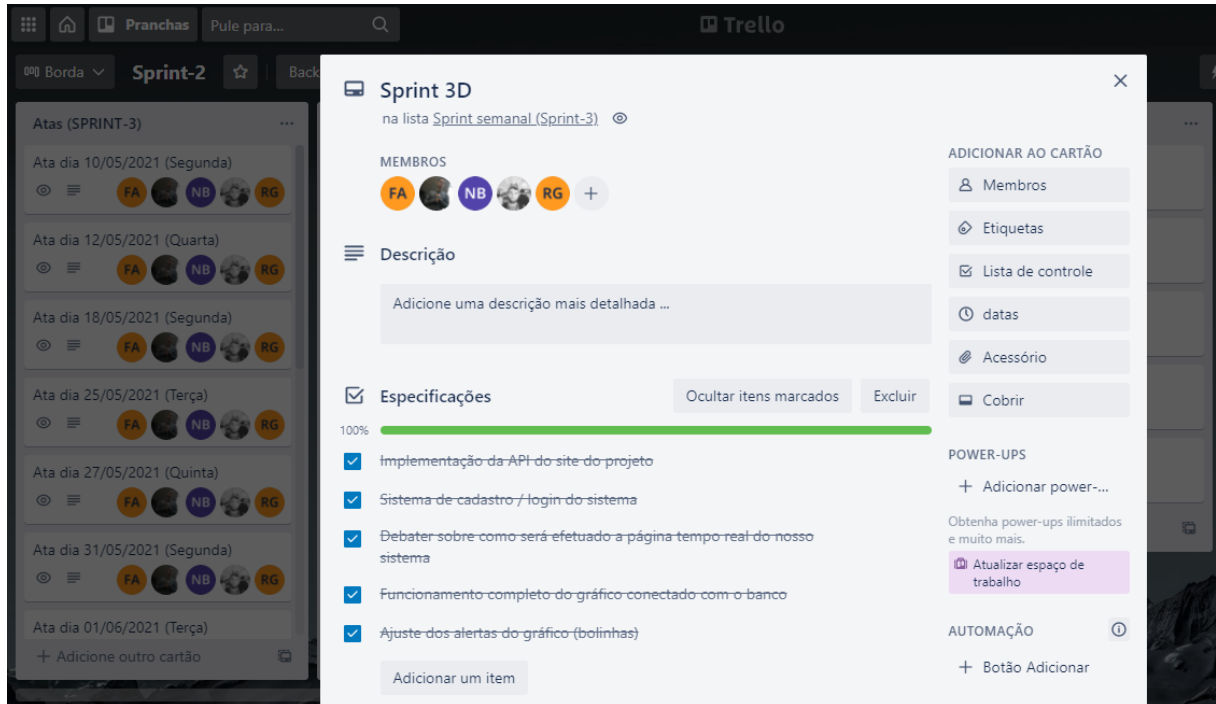 Pranchas
Pule para...
Trello
Borda
Sprint-2
Back
Atas (SPRINT-3)
Ata dia 10/05/2021 (Segunda)
FA NB RG
Ata dia 12/05/2021 (Quarta)
FA NB RG
Ata dia 18/05/2021 (Segunda)
FA NB RG
Ata dia 25/05/2021 (Terça)
FA NB RG
Ata dia 27/05/2021 (Quinta)
FA NB RG
Ata dia 31/05/2021 (Segunda)
FA NB RG
Ata dia 01/06/2021 (Terça)
+ Adicione outro cartão
Sprint 3D
na lista Sprint semanal (Sprint-3)
MEMBROS
FA NB RG +
Descrição
Adicione uma descrição mais detalhada ...
Especificações
Ocultar itens marcados
Excluir
100%
Implementação da API do site do projeto
Sistema de cadastro / login do sistema
Debater sobre como será efetuado a página tempo real do nosso
sistema
Funcionamento completo do gráfico conectado com o banco
Ajuste dos alertas do gráfico (bolinhas)
Adicionar um item
ADICIONAR AO CARTÃO
Membros
Etiquetas
Lista de controle
datas
Acessório
Cobrir
POWER-UPS
+ Adicionar power-...
Obtenha power-ups ilimitados
e muito mais.
Atualizar espaço de
trabalho
AUTOMAÇÃO
+ Botão Adicionar